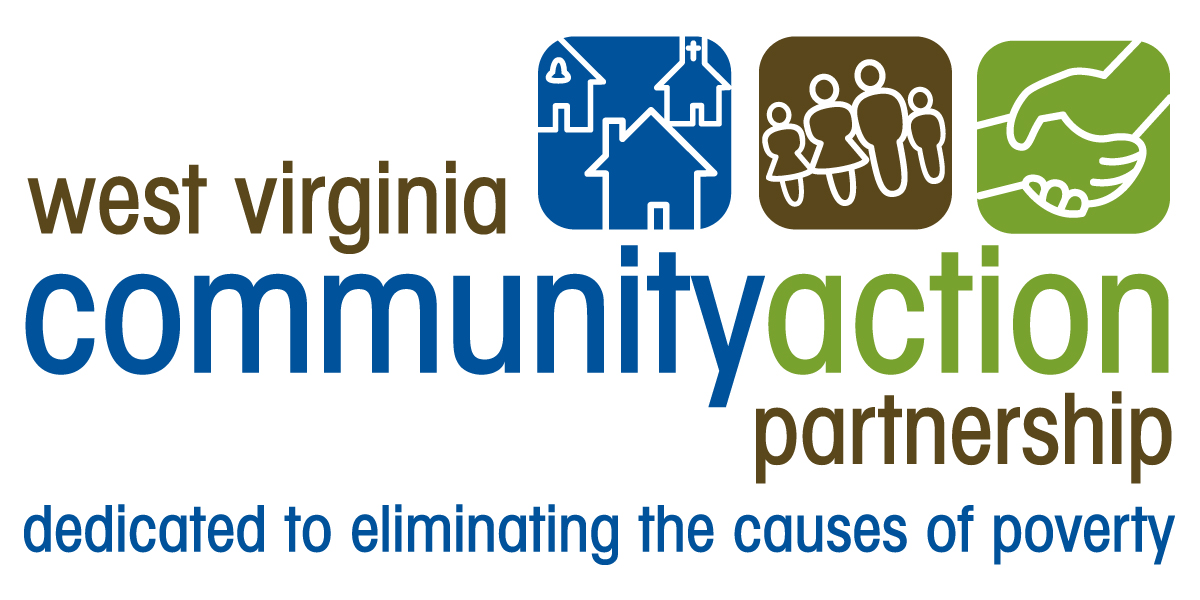 west virginia
communityaction
partnership
dedicated to eliminating the causes of poverty